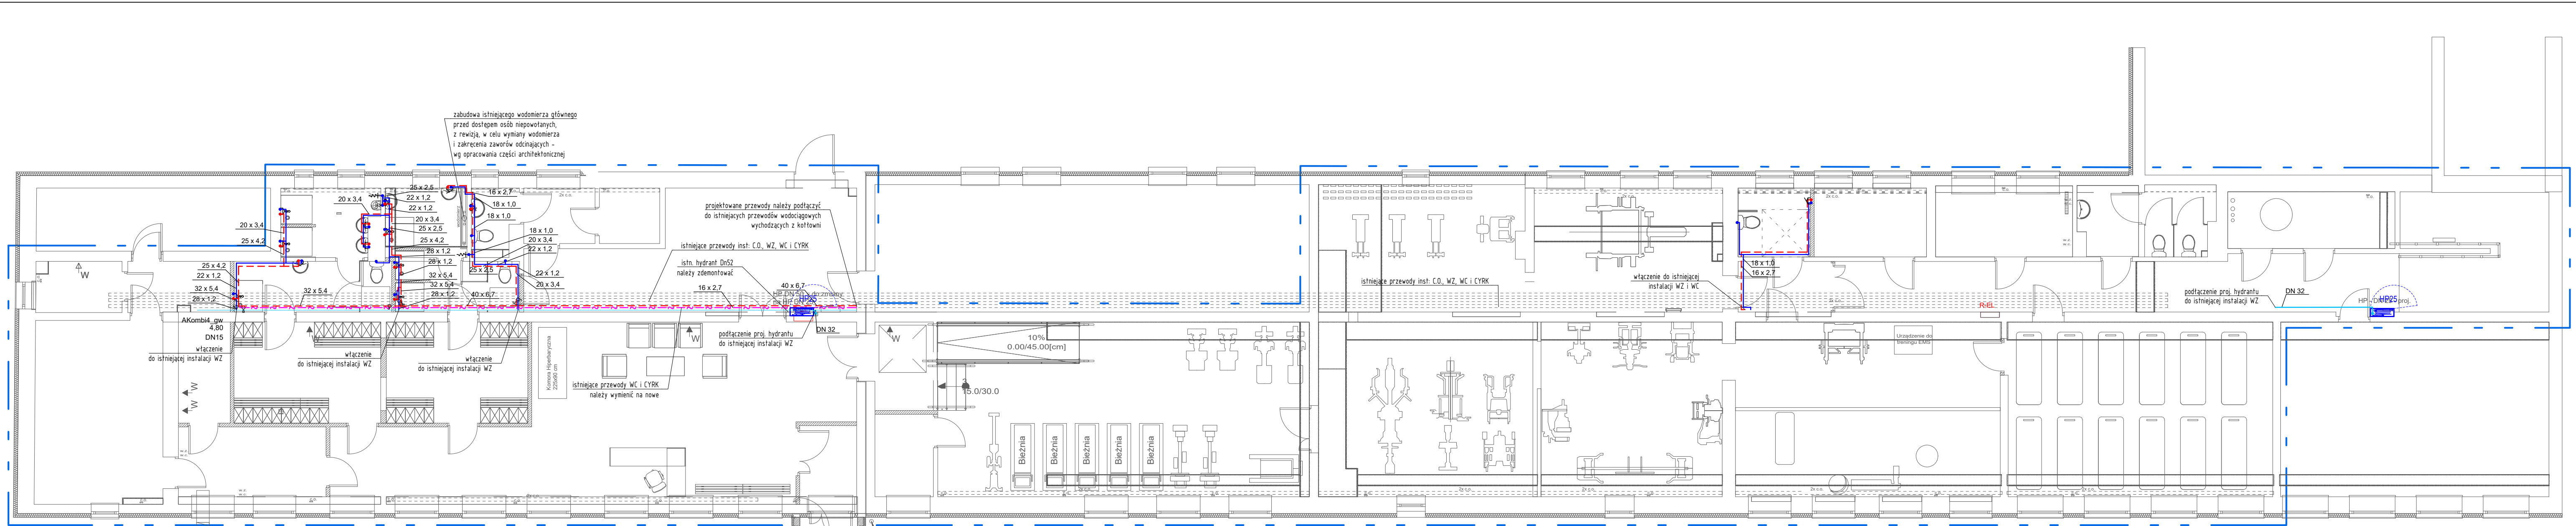 zabudowa istniejącego wodomierza głównego
przed dostępem osób niepowołanych,
z rewizją, w celu wymiany wodomierza
i zakręcenia zaworów odcinających -
wg opracowania części architektonicznej
25 x 2,5
22 x 1,2
22 x 1,2
20 x 3,4
20 x 3,4
25 x 2,5
25 x 4,2
28 x 1,2
28 x 1,2
32 x 5,4
32 x 5,4
28 x 1,2
20 x 3,4
25 x 4,2
25 x 4,2
22 x 1,2
32 x 5,4
28 x 1,2
32 x 5,4
16 x 2,7
18 x 1,0
18 x 1,0
18 x 1,0
20 x 3,4
22 x 1,2
25 x 2,5
22 x 1,2
20 x 3,4
40 x 6,7
AKombi4_gw
4,80
DN15
włączenie
do istniejącej instalacji WZ
włączenie
do istniejącej instalacji WZ
włączenie
do istniejącej instalacji WZ
projektowane przewody należy podłączyć
do istniejących przewodów wodociągowych
wychodzących z kotłowni
istniejące przewody inst: C.O., WZ, WC i CYRK
istn. hydrant Dn52
należy zdemontować
16 x 2,7
40 x 6,7
HP25
DN 32
podłączenie proj. hydrantu
do istniejącej instalacji WZ
istniejące przewody WC i CYRK
należy wymienić na nowe
Komora Hiperbaryczna
225x90 cm
W
W
W
W
W
W
10%
0.00/45.00[cm]
3
15.0/30.0
Bieżnia
Bieżnia
Bieżnia
Bieżnia
Bieżnia
istniejące przewody inst: C.O., WZ, WC i CYRK
włączenie do istniejącej
instalacji WZ i WC
18 x 1,0
16 x 2,7
R-EL
Urządzenie do
treningu EMS
podłączenie proj. hydrantu
do istniejącej instalacji WZ
DN 32
HP25